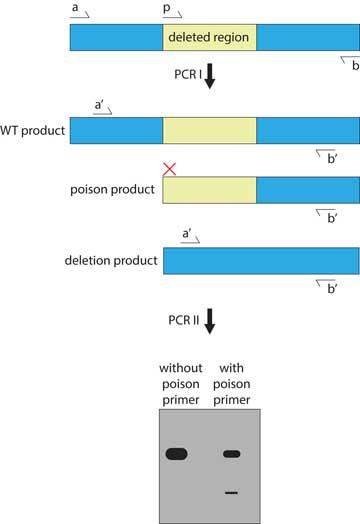 a p
deleted region
b
PCR I
a'
WT product
b'
poison product
b'
a'
deletion product
b'
PCR II
without
poison
primer
with
poison
primer